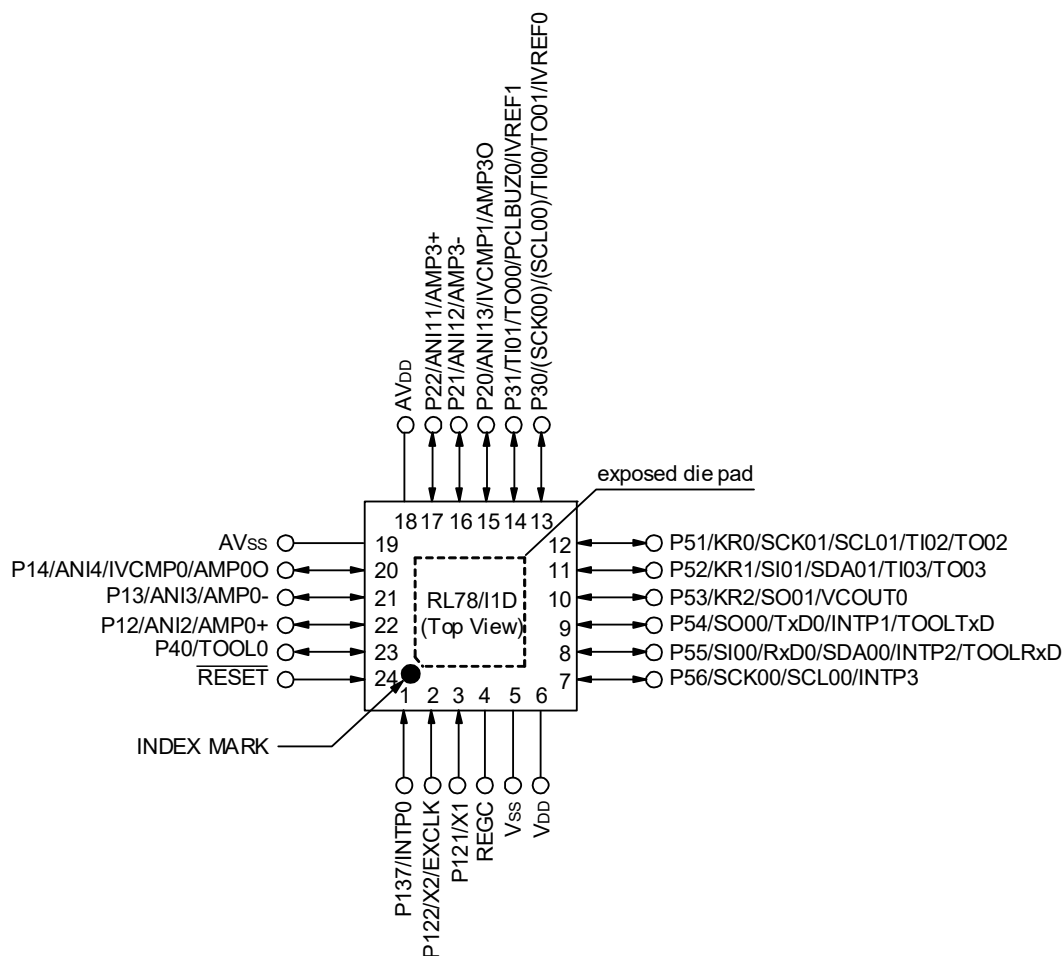 P22/ANI11/AMP3+
P21/ANI12/AMP3-
P20/ANI13/IVCMP1/AMP3O
P31/TI01/TO00/PCLBUZ0/IVREF1
P30/(SCK00)/(SCL00)/TI00/TO01/IVREF0
AVDD
exposed die pad
18 17 16 15 14 13
AVSS 19
P14/ANI4/IVCMP0/AMP0O 20
P13/ANI3/AMP0- 21
P12/ANI2/AMP0+ 22
P40/TOOL0 23
RESET 24
RL78/I1D
(Top View)
12 P51/KR0/SCK01/SCL01/TI02/TO02
11 P52/KR1/SI01/SDA01/TI03/TO03
10 P53/KR2/SO01/VCOUT0
9 P54/SO00/TxD0/INTP1/TOOLTxD
8 P55/SI00/RxD0/SDA00/INTP2/TOOLRxD
7 P56/SCK00/SCL00/INTP3
1 2 3 4 5 6
INDEX MARK
P137/INTP0
P122/X2/EXCLK
P121/X1
REGC
VSS
VDD